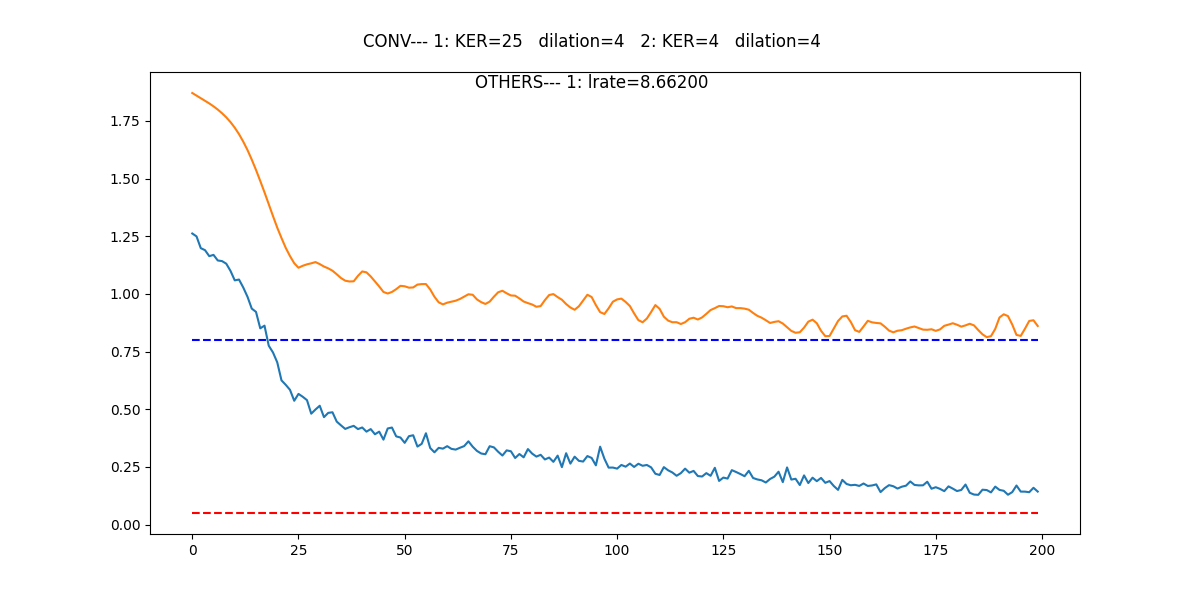 CONV--- 1: KER=25   dilation=4   2: KER=4   dilation=4
OTHERS--- 1: lrate=8.66200
1.75
1.50
1.25
1.00
0.75
0.50
0.25
0.00
0 25 50 75 100 125 150 175 200